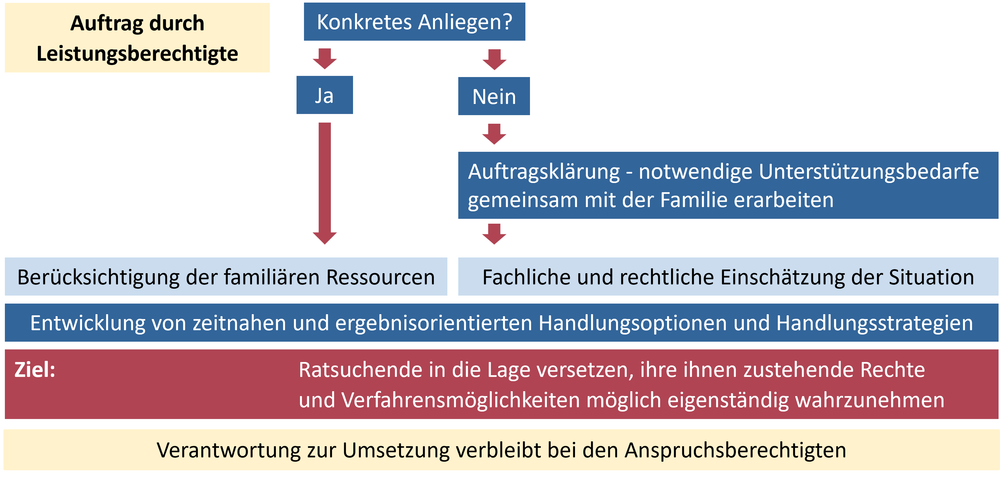 Auftrag durch
Leistungsberechtigte
Konkretes Anliegen?
Ja
Nein
Auftragsklärung - notwendige Unterstützungsbedarfe
gemeinsam mit der Familie erarbeiten
Berücksichtigung der familiären Ressourcen
Fachliche und rechtliche Einschätzung der Situation
Entwicklung von zeitnahen und ergebnisorientierten Handlungsoptionen und Handlungsstrategien
Ziel: Ratsuchende in die Lage versetzen, ihre ihnen zustehende Rechte
und Verfahrensmöglichkeiten möglich eigenständig wahrzunehmen
Verantwortung zur Umsetzung verbleibt bei den Anspruchsberechtigten